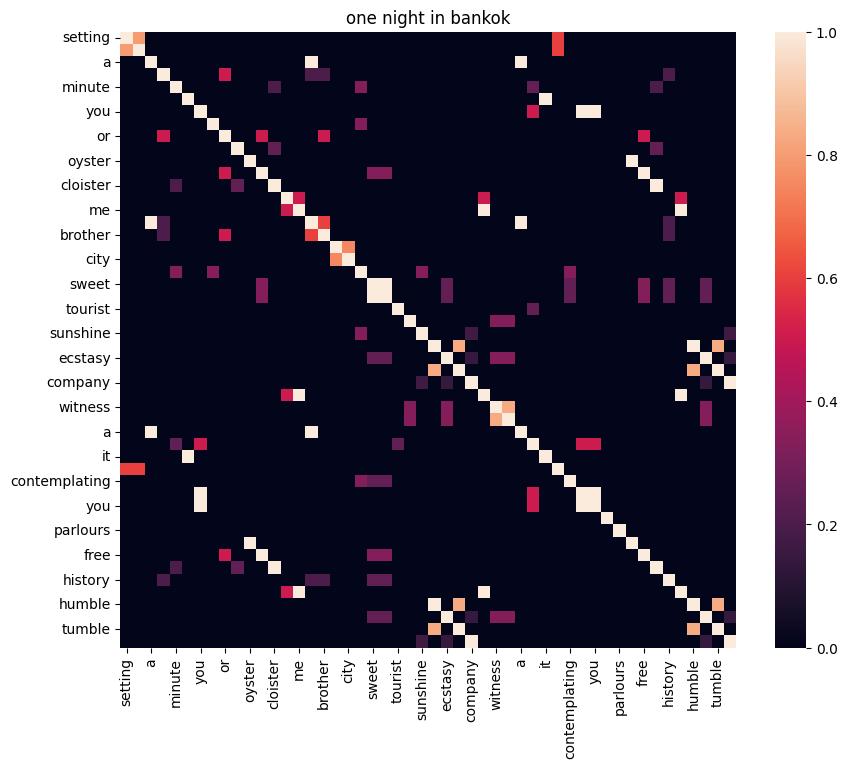 one night in bankok
setting
a
minute
you
or
oyster
cloister
me
brother
city
sweet
tourist
sunshine
ecstasy
company
witness
a
it
contemplating
you
parlours
free
history
humble
tumble
setting
a
minute
you
or
oyster
cloister
me
brother
city
sweet
tourist
sunshine
ecstasy
company
witness
a
it
contemplating
you
parlours
free
history
humble
tumble
1.0
0.8
0.6
0.4
0.2
0.0